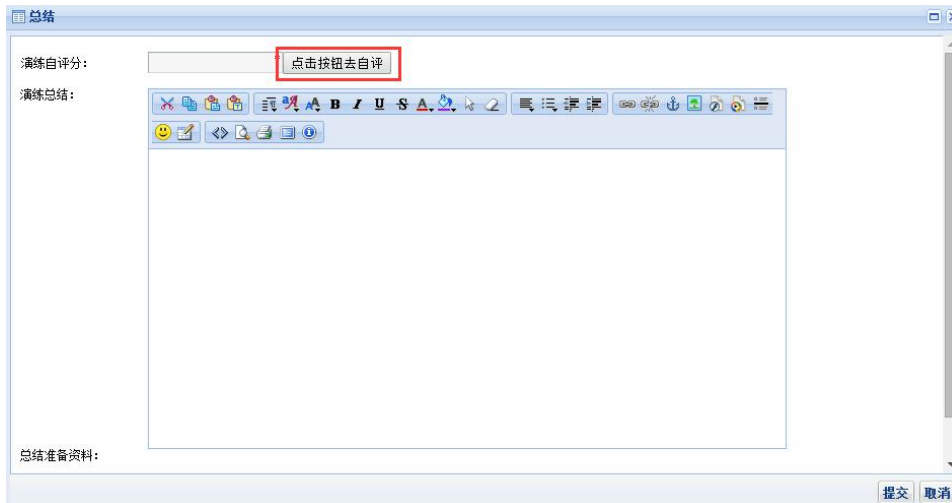 总结
演练自评分: * 点击按钮去自评
演练总结:
B I U S A
总结准备资料:
提交 取消